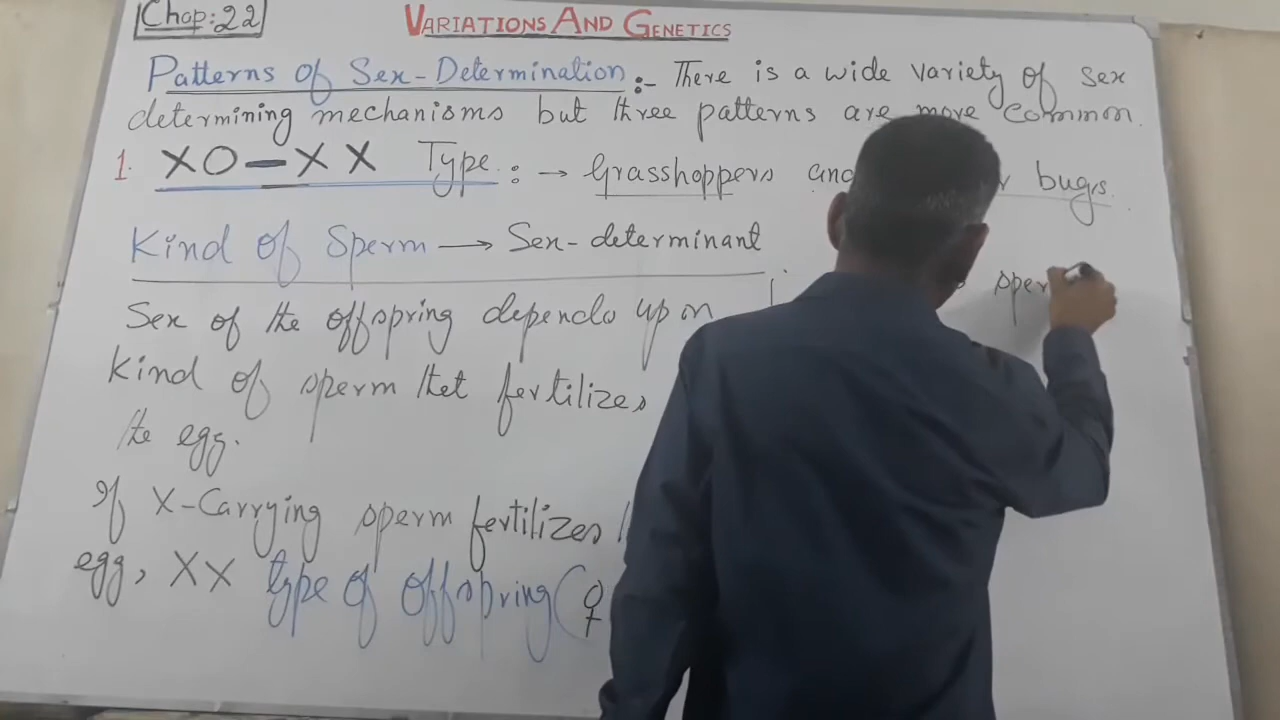 Chap: 22
VARIATIONS AND GENETICS
Patterns of Sex-Determination :- There is a wide variety of sex
determining mechanisms but three patterns are more common.
1. XO — XX Type : → Grasshoppers and bugs.
Kind of Sperm → Sex-determinant
sper
Sex of the offspring depends upon
Kind of sperm that fertilizes
the egg.
If X-Carrying sperm fertilizes
egg, XX type of offspring (♀